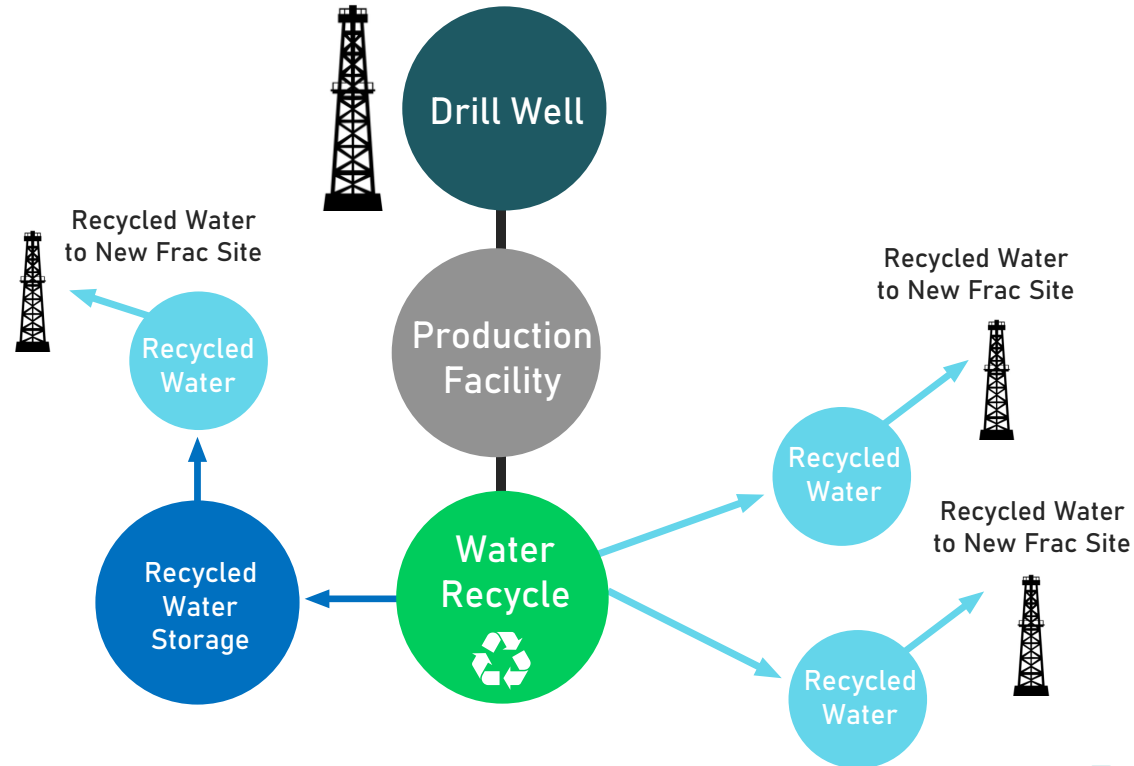 Drill Well
Recycled Water
to New Frac Site
Recycled
Water
Production
Facility
Recycled Water
to New Frac Site
Recycled
Water
Recycled Water
to New Frac Site
Water
Recycle
Recycled
Water
Storage
Recycled
Water